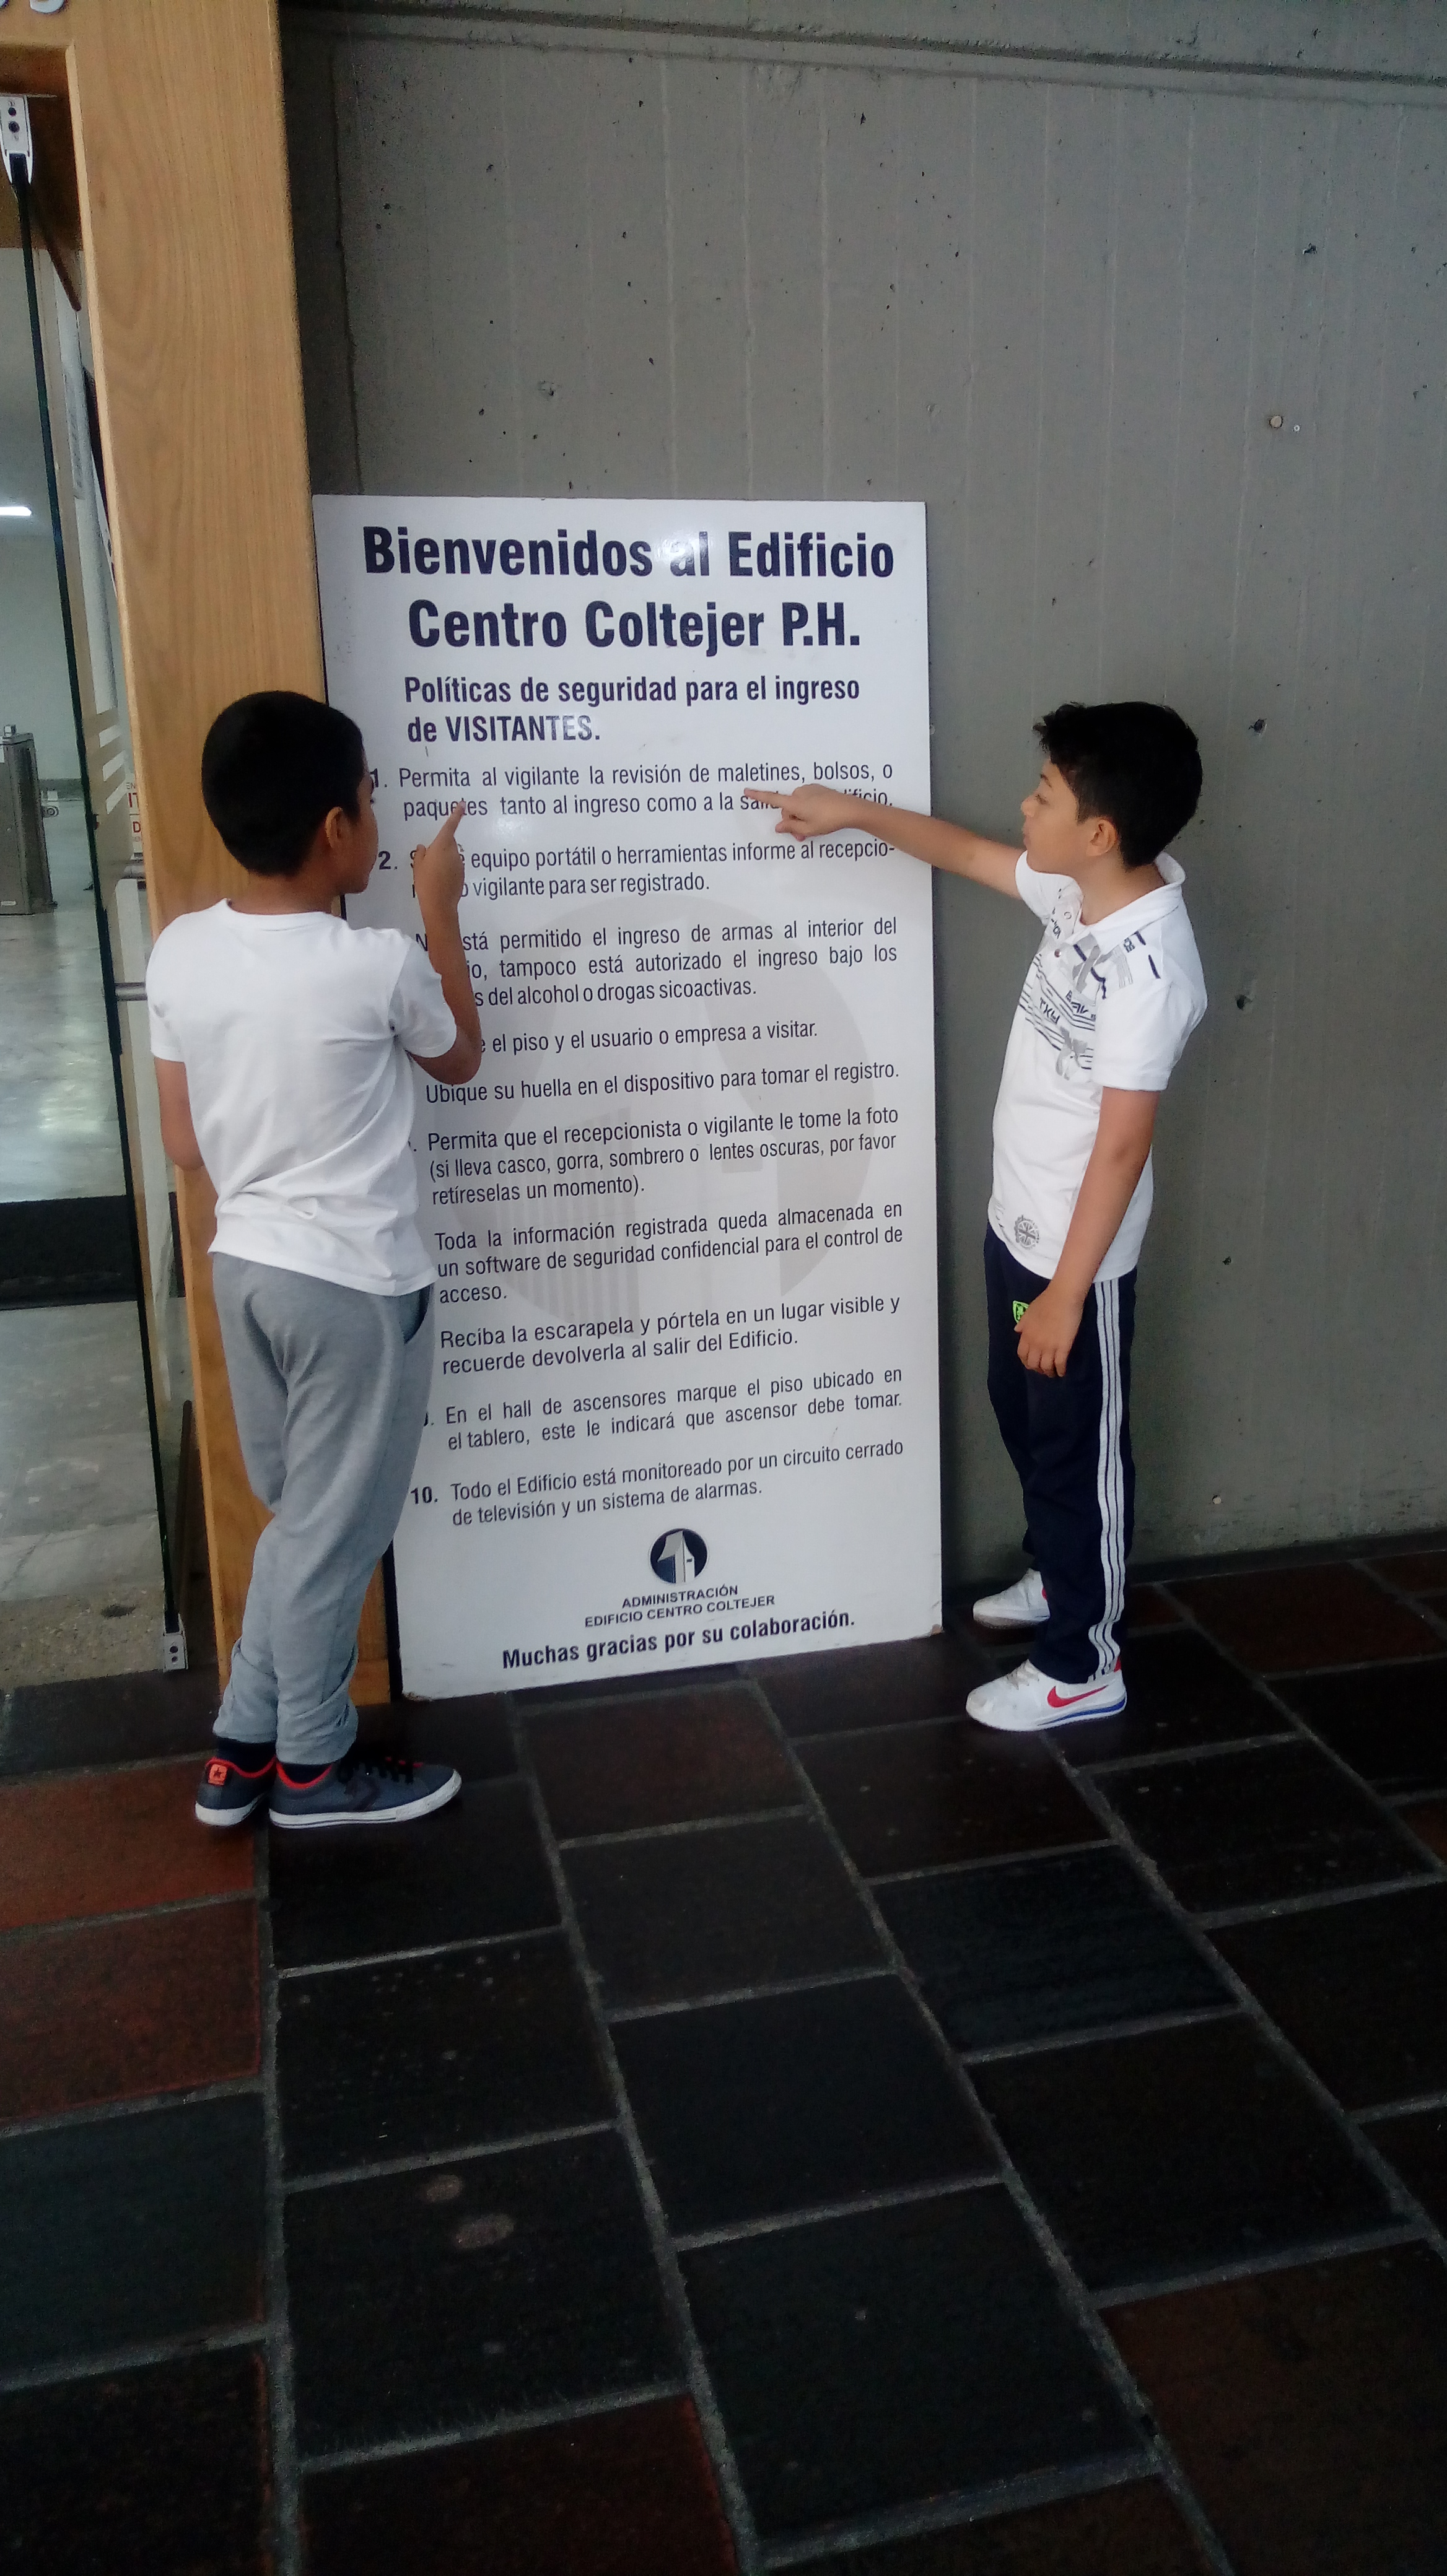 Bienvenidos al Edificio
Centro Coltejer P.H.
Políticas de seguridad para el ingreso
de VISITANTES.
1. Permita al vigilante la revisión de maletines, bolsos, o
paquetes tanto al ingreso como a la
2. equipo portátil o herramientas informe al recepcio-
vigilante para ser registrado.
permitido el ingreso de armas al interior del
tampoco está autorizado el ingreso bajo los
del alcohol o drogas sicoactivas.
el piso y el usuario o empresa a visitar.
Ubique su huella en el dispositivo para tomar el registro.
Permita que el recepcionista o vigilante le tome la foto
(si lleva casco, gorra, sombrero o lentes oscuras, por favor
retíreselas un momento).
Toda la información registrada queda almacenada en
un software de seguridad confidencial para el control de
acceso.
Reciba la escarapela y pórtela en un lugar visible y
recuerde devolverla al salir del Edificio.
En el hall de ascensores marque el piso ubicado en
el tablero, este le indicará que ascensor debe tomar.
10. Todo el Edificio está monitoreado por un circuito cerrado
de televisión y un sistema de alarmas.
ADMINISTRACIÓN
EDIFICIO CENTRO COLTEJER
Muchas gracias por su colaboración.